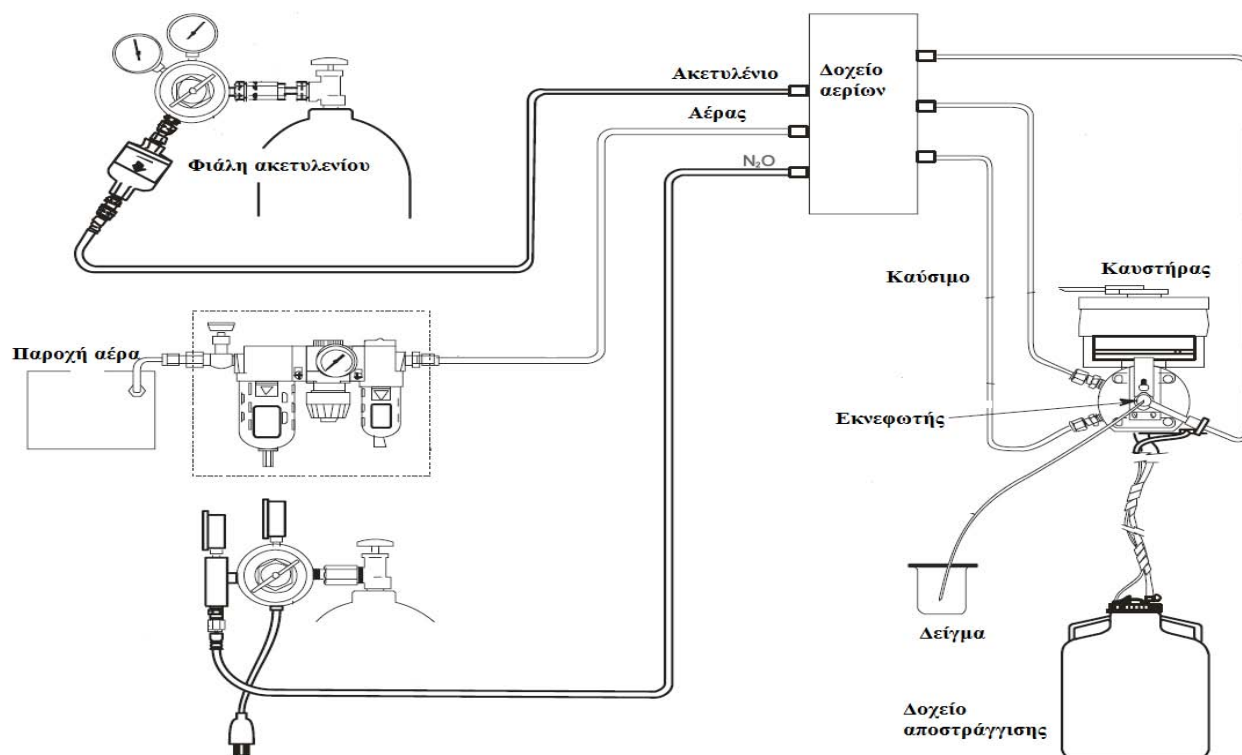 Ακετυλένιο
Δοχείο
αερίων
Αέρας
Φιάλη ακετυλενίου
N₂O
Καύσιμο
Καυστήρας
Παροχή αέρα
Εκνεφωτής
Δείγμα
Δοχείο
αποστράγγισης